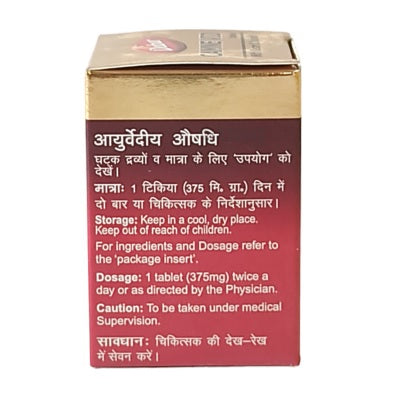 आयुर्वेदीय औषधि
घटक द्रव्यों व मात्रा के लिए 'उपयोग' को
देखें।
मात्राः 1 टिकिया (375 मि॰ ग्रा॰) दिन में
दो बार या चिकित्सक के निर्देशानुसार।
Storage: Keep in a cool, dry place.
Keep out of reach of children.
For ingredients and Dosage refer to
the 'package insert'.
Dosage: 1 tablet (375mg) twice a
day or as directed by the Physician.
Caution: To be taken under medical
Supervision.
सावधानः चिकित्सक की देख-रेख
में सेवन करें।